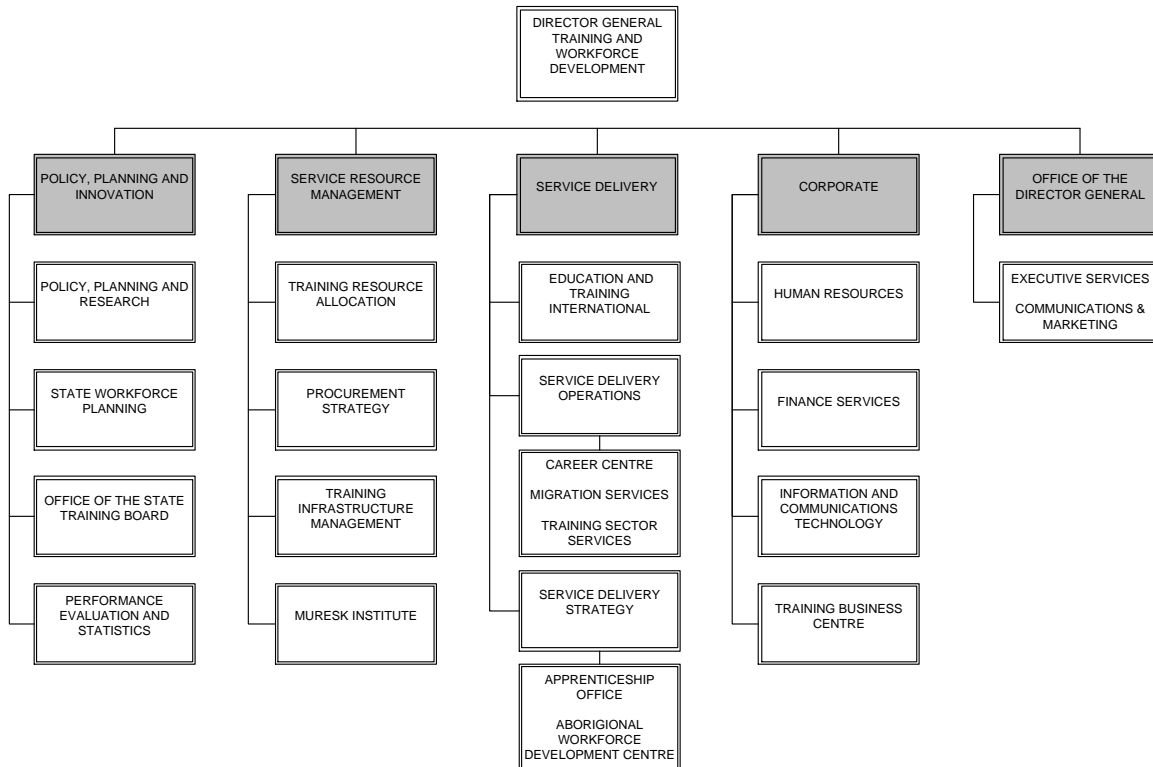 DIRECTOR GENERAL
TRAINING AND
WORKFORCE
DEVELOPMENT
POLICY, PLANNING AND
INNOVATION
SERVICE RESOURCE
MANAGEMENT
SERVICE DELIVERY
CORPORATE
OFFICE OF THE
DIRECTOR GENERAL
POLICY, PLANNING AND
RESEARCH
TRAINING RESOURCE
ALLOCATION
EDUCATION AND
TRAINING
INTERNATIONAL
HUMAN RESOURCES
EXECUTIVE SERVICES
COMMUNICATIONS &
MARKETING
STATE WORKFORCE
PLANNING
PROCUREMENT
STRATEGY
SERVICE DELIVERY
OPERATIONS
FINANCE SERVICES
CAREER CENTRE
MIGRATION SERVICES
TRAINING SECTOR
SERVICES
OFFICE OF THE STATE
TRAINING BOARD
TRAINING
INFRASTRUCTURE
MANAGEMENT
INFORMATION AND
COMMUNICATIONS
TECHNOLOGY
PERFORMANCE
EVALUATION AND
STATISTICS
MURESK INSTITUTE
SERVICE DELIVERY
STRATEGY
TRAINING BUSINESS
CENTRE
APPRENTICESHIP
OFFICE
ABORIGIONAL
WORKFORCE
DEVELOPMENT CENTRE